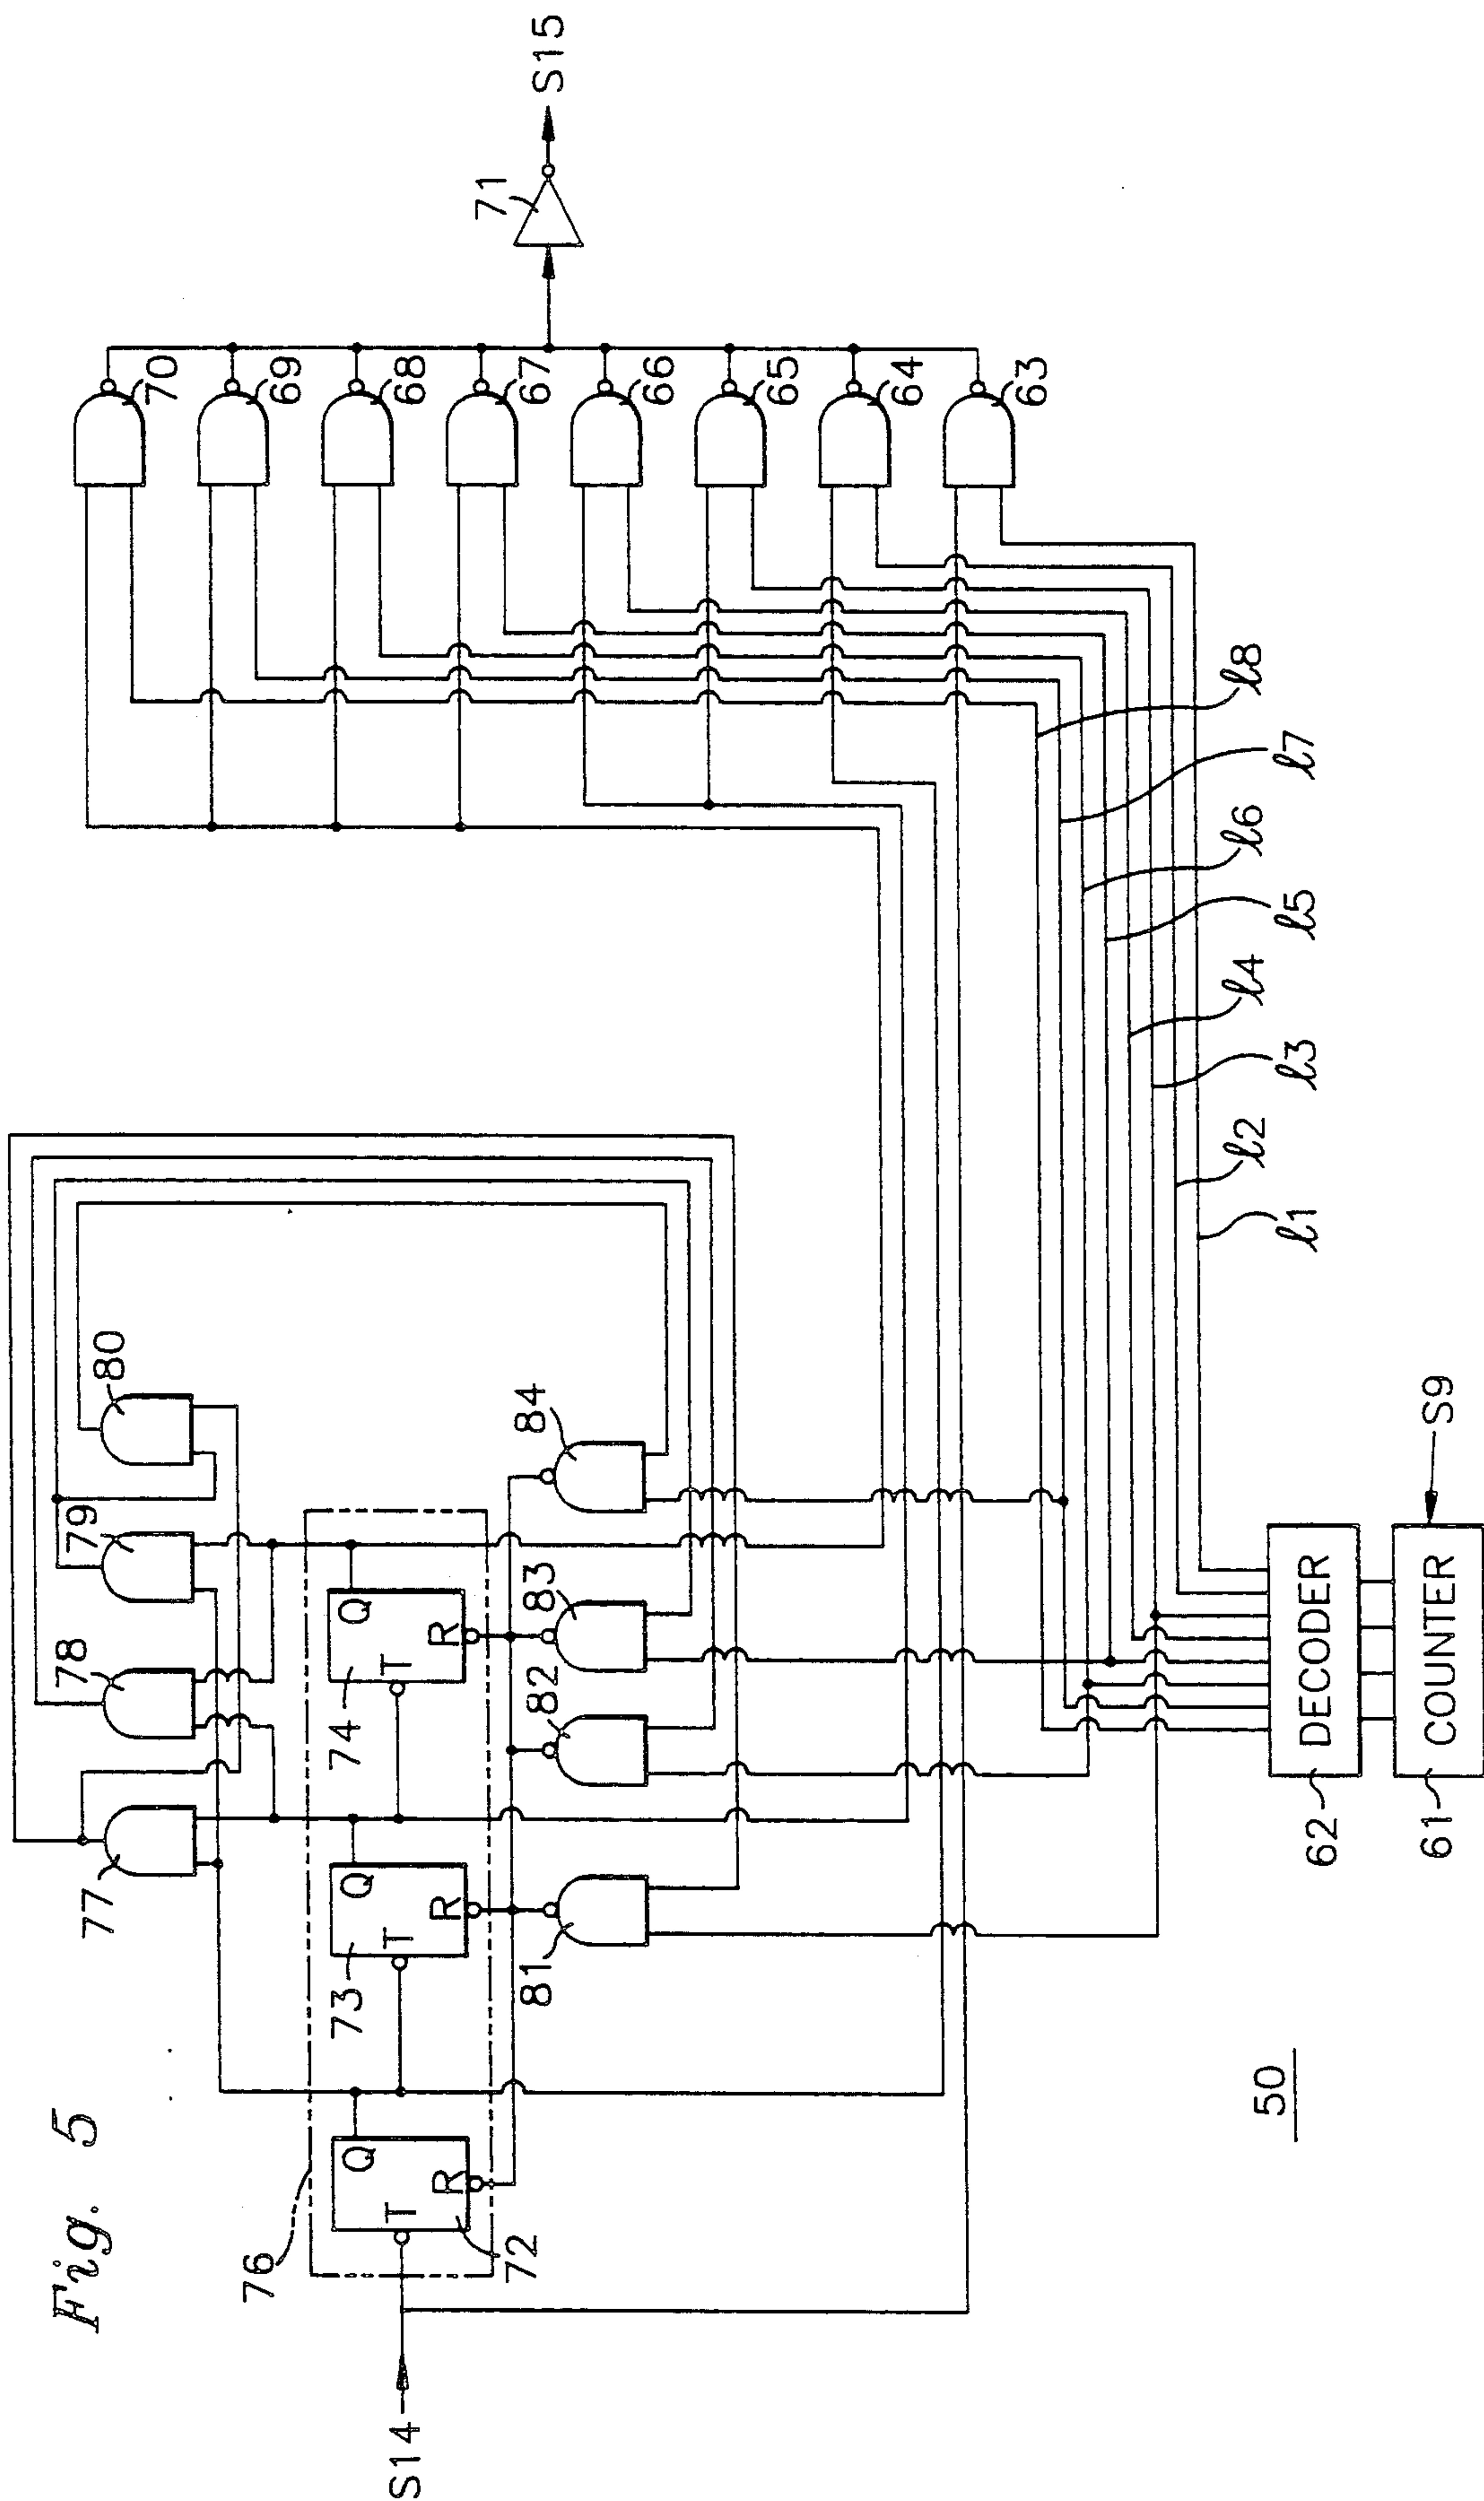 Fig. 5
S14
76
72
Q
T
R
73
Q
T
R
74
Q
T
R
77
78
79
80
81
82
83
84
70
69
68
67
66
65
64
63
71
S15
ℓ1
ℓ2
ℓ3
ℓ4
ℓ5
ℓ6
ℓ7
ℓ8
62
DECODER
61
COUNTER
S9
50